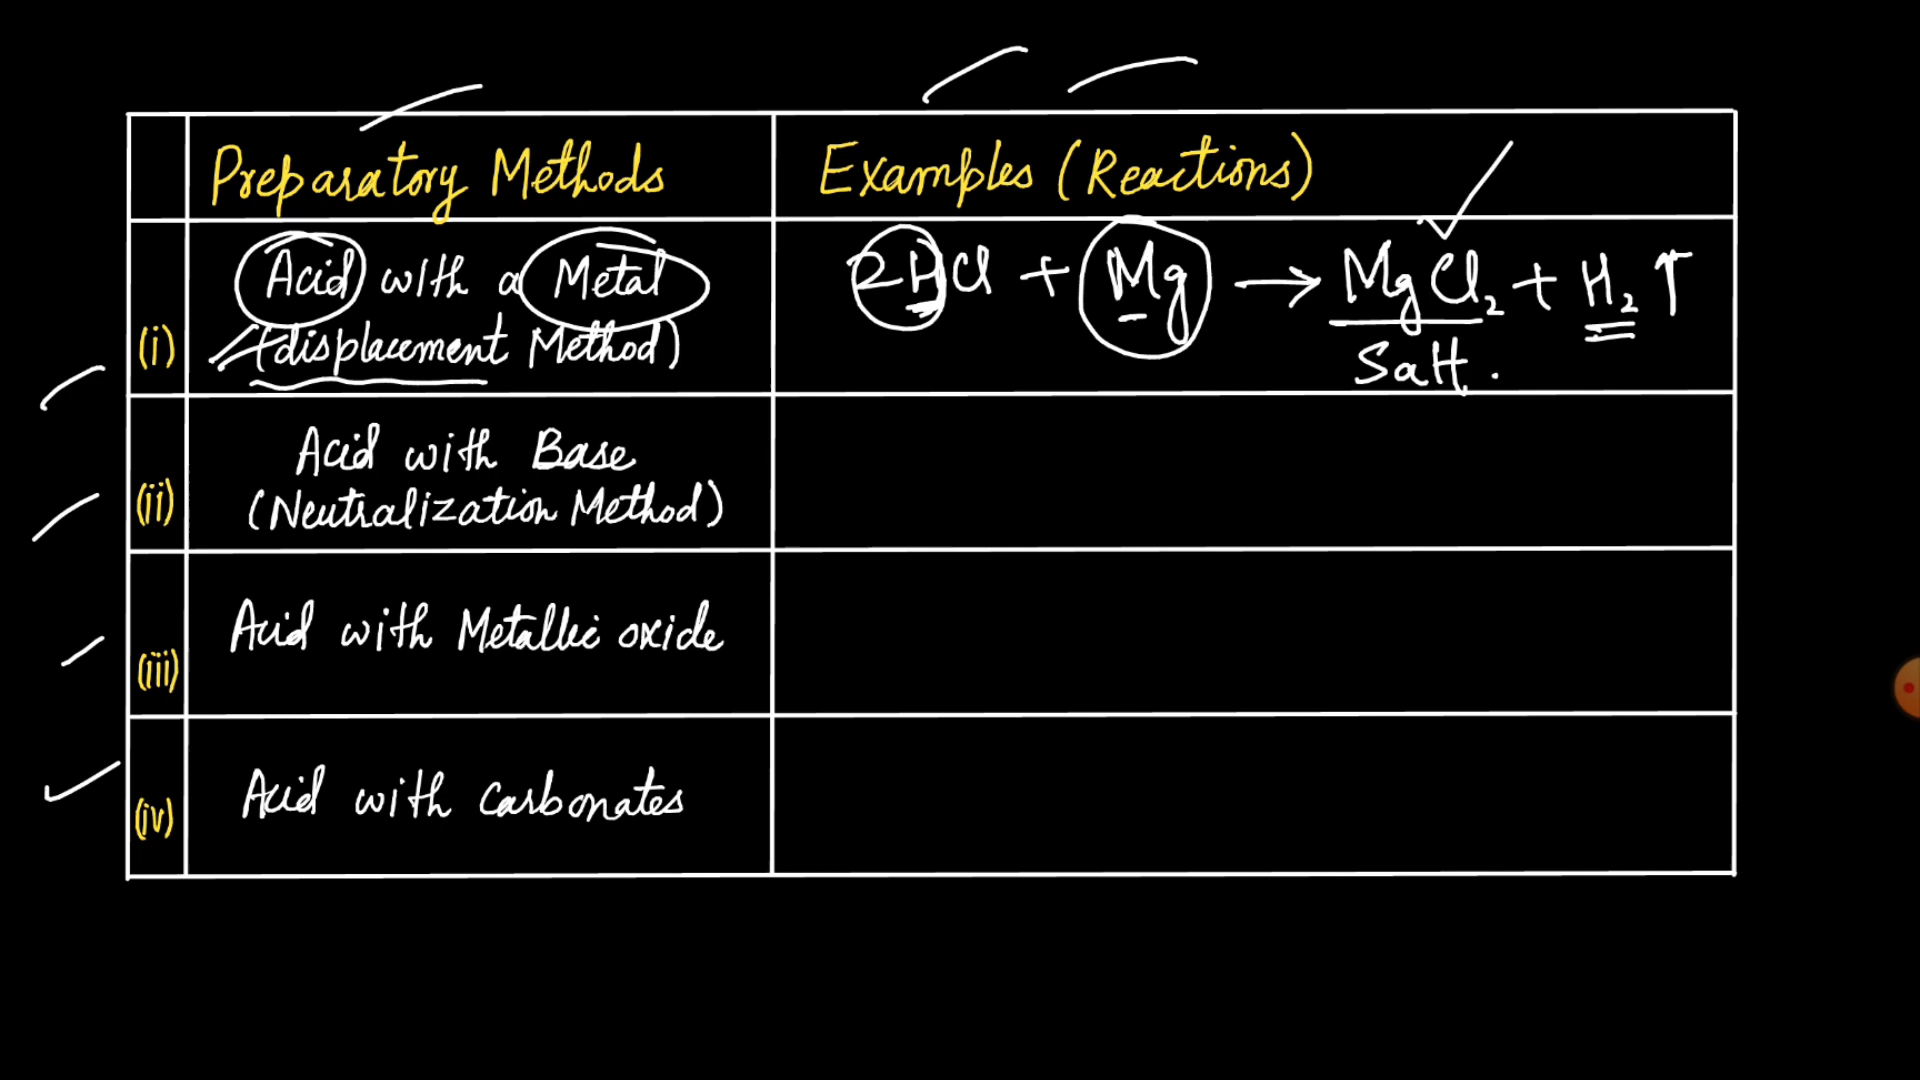 Preparatory Methods
Examples (Reactions)
(i)
Acid with a Metal
(displacement Method)
2HCl + Mg → MgCl₂ + H₂ ↑
Salt.
(ii)
Acid with Base
(Neutralization Method)
(iii)
Acid with Metallic oxide
(iv)
Acid with Carbonates